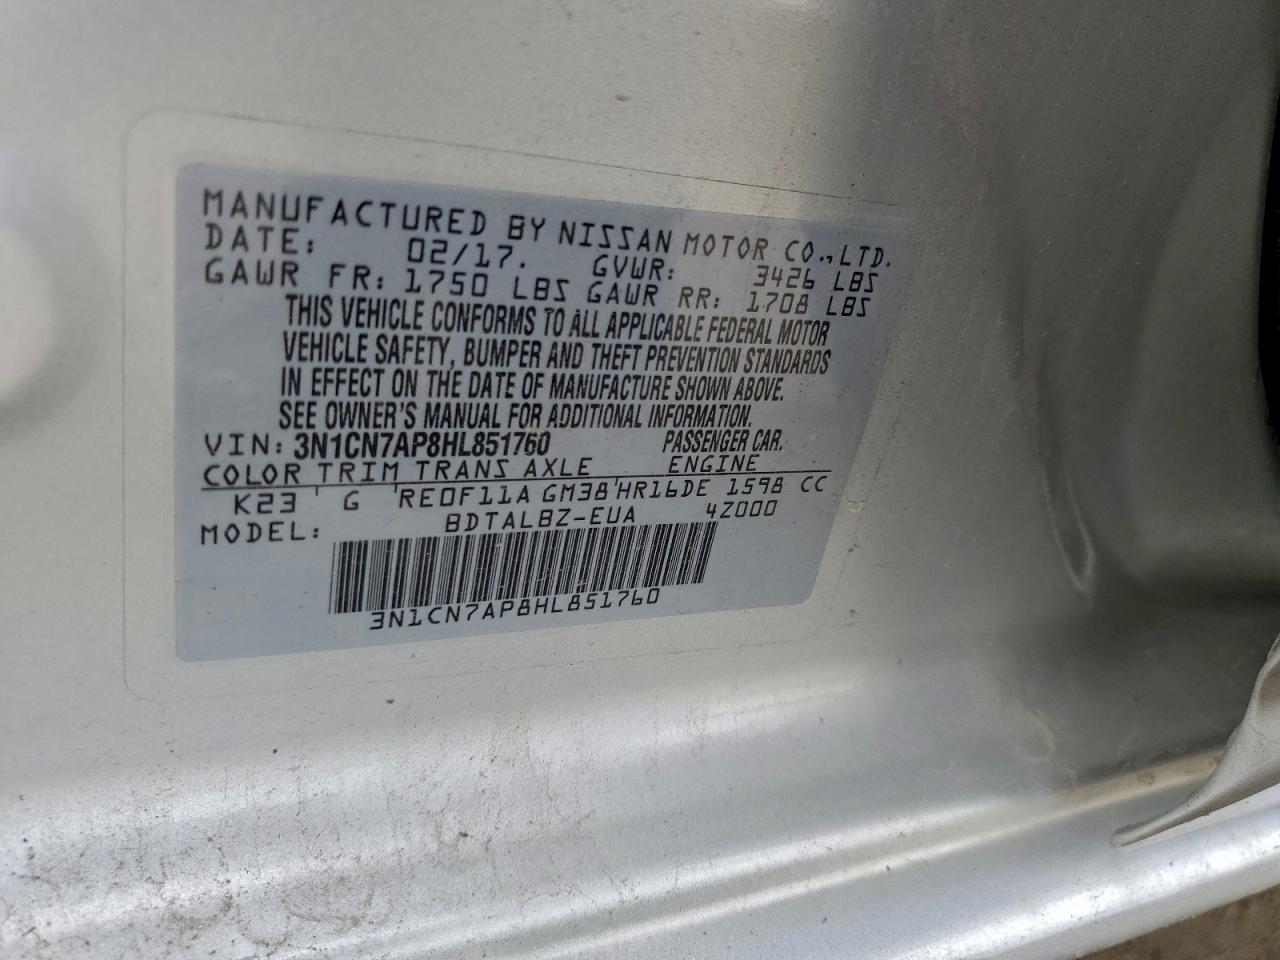 MANUFACTURED BY NISSAN MOTOR CO.,LTD.
DATE: 02/17. GVWR: 3426 LBS
GAWR FR: 1750 LBS GAWR RR: 1708 LBS
THIS VEHICLE CONFORMS TO ALL APPLICABLE FEDERAL MOTOR
VEHICLE SAFETY, BUMPER AND THEFT PREVENTION STANDARDS
IN EFFECT ON THE DATE OF MANUFACTURE SHOWN ABOVE.
SEE OWNER'S MANUAL FOR ADDITIONAL INFORMATION.
VIN: 3N1CN7AP8HL851760 PASSENGER CAR.
COLOR TRIM TRANS AXLE ENGINE
K23 ' G 'RE0F11A GM38'HR16DE 1598 CC
MODEL: BDTALBZ-EUA 4Z000
3N1CN7AP8HL851760